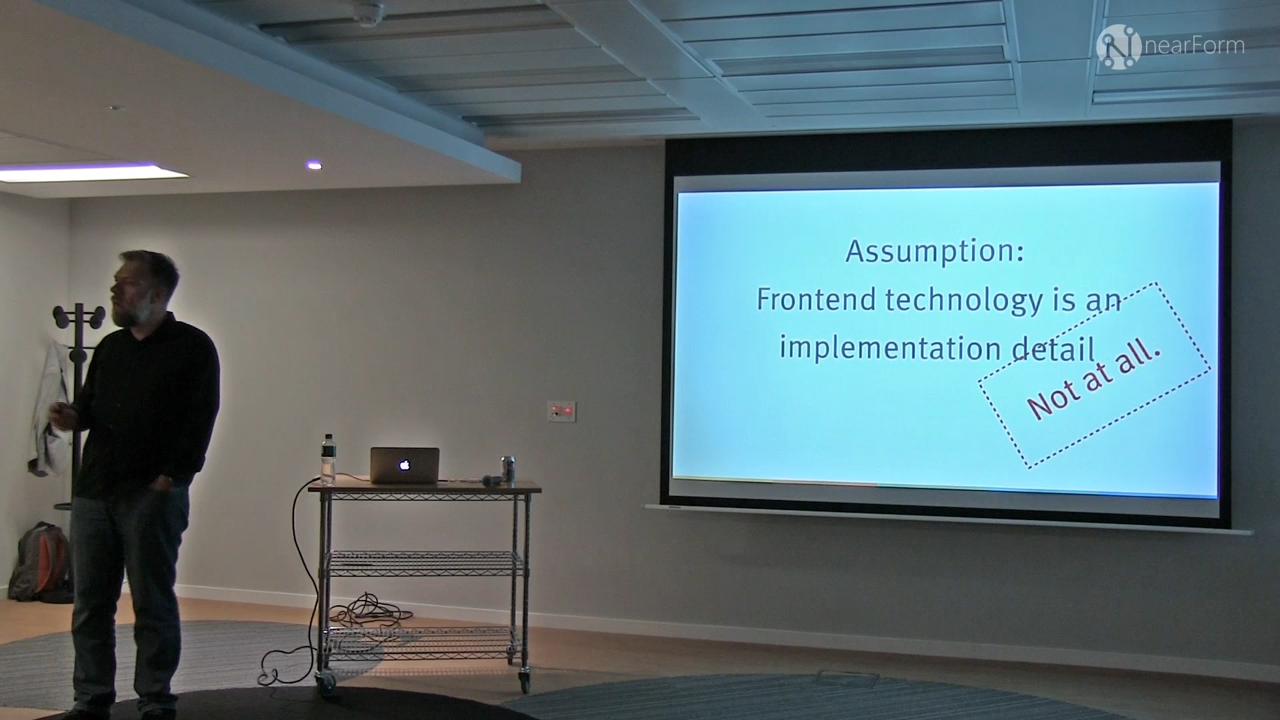 nearForm
Assumption:
Frontend technology is an
implementation detail
Not at all.